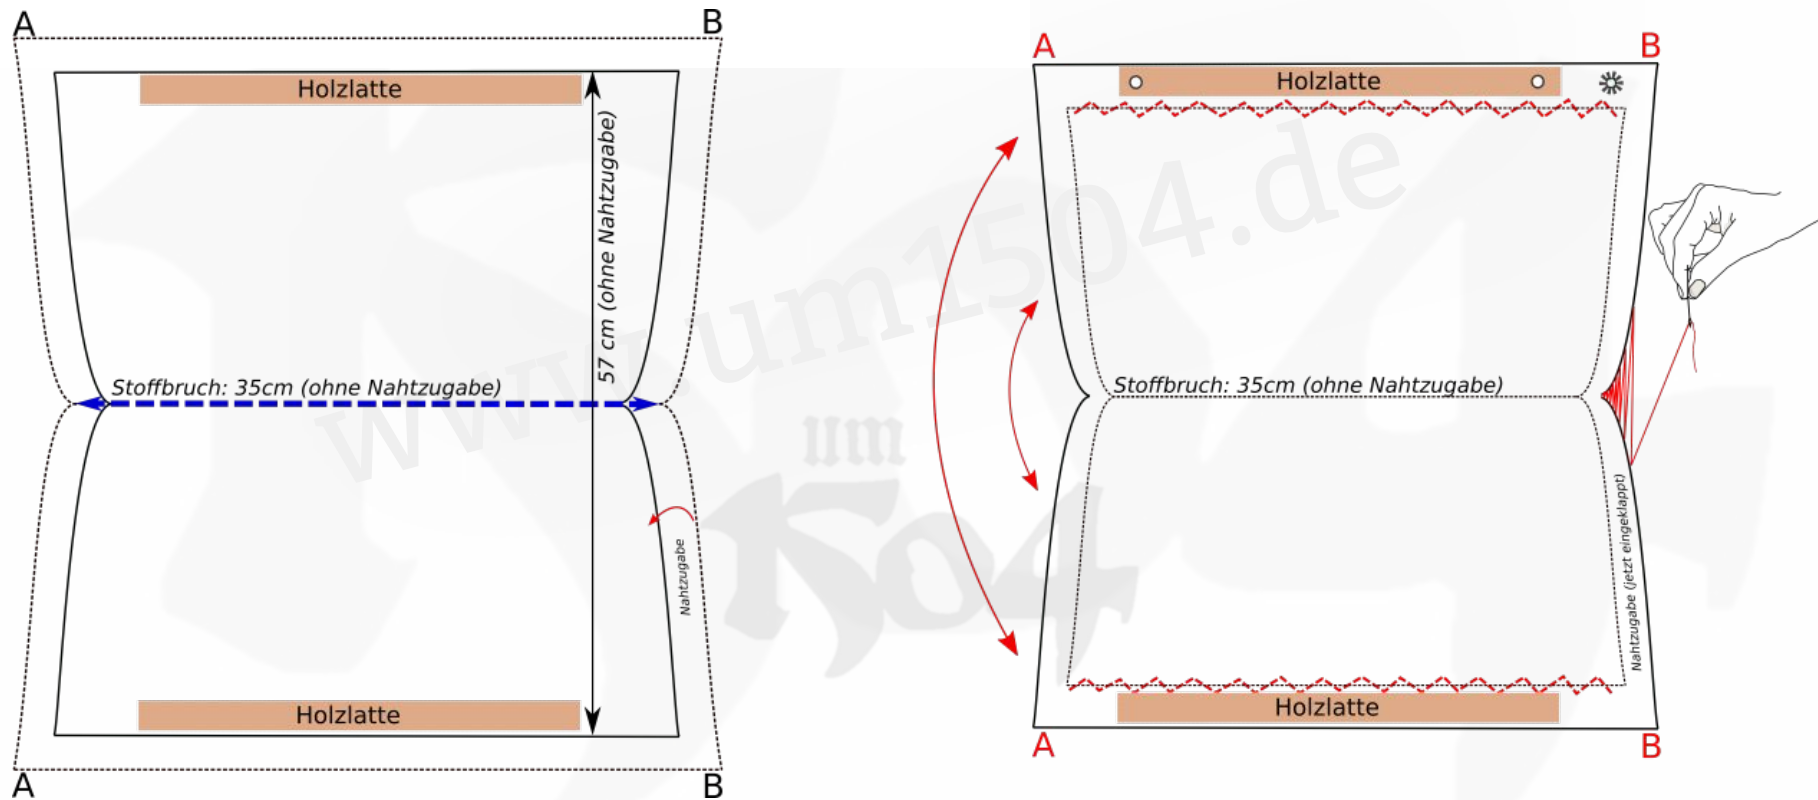 A
B
Holzlatte
57 cm (ohne Nahtzugabe)
Stoffbruch: 35cm (ohne Nahtzugabe)
Nahtzugabe
Holzlatte
A
B
A
B
Holzlatte
Stoffbruch: 35cm (ohne Nahtzugabe)
Nahtzugabe (jetzt eingeklappt)
Holzlatte
A
B
www.um1504.de
um
1504